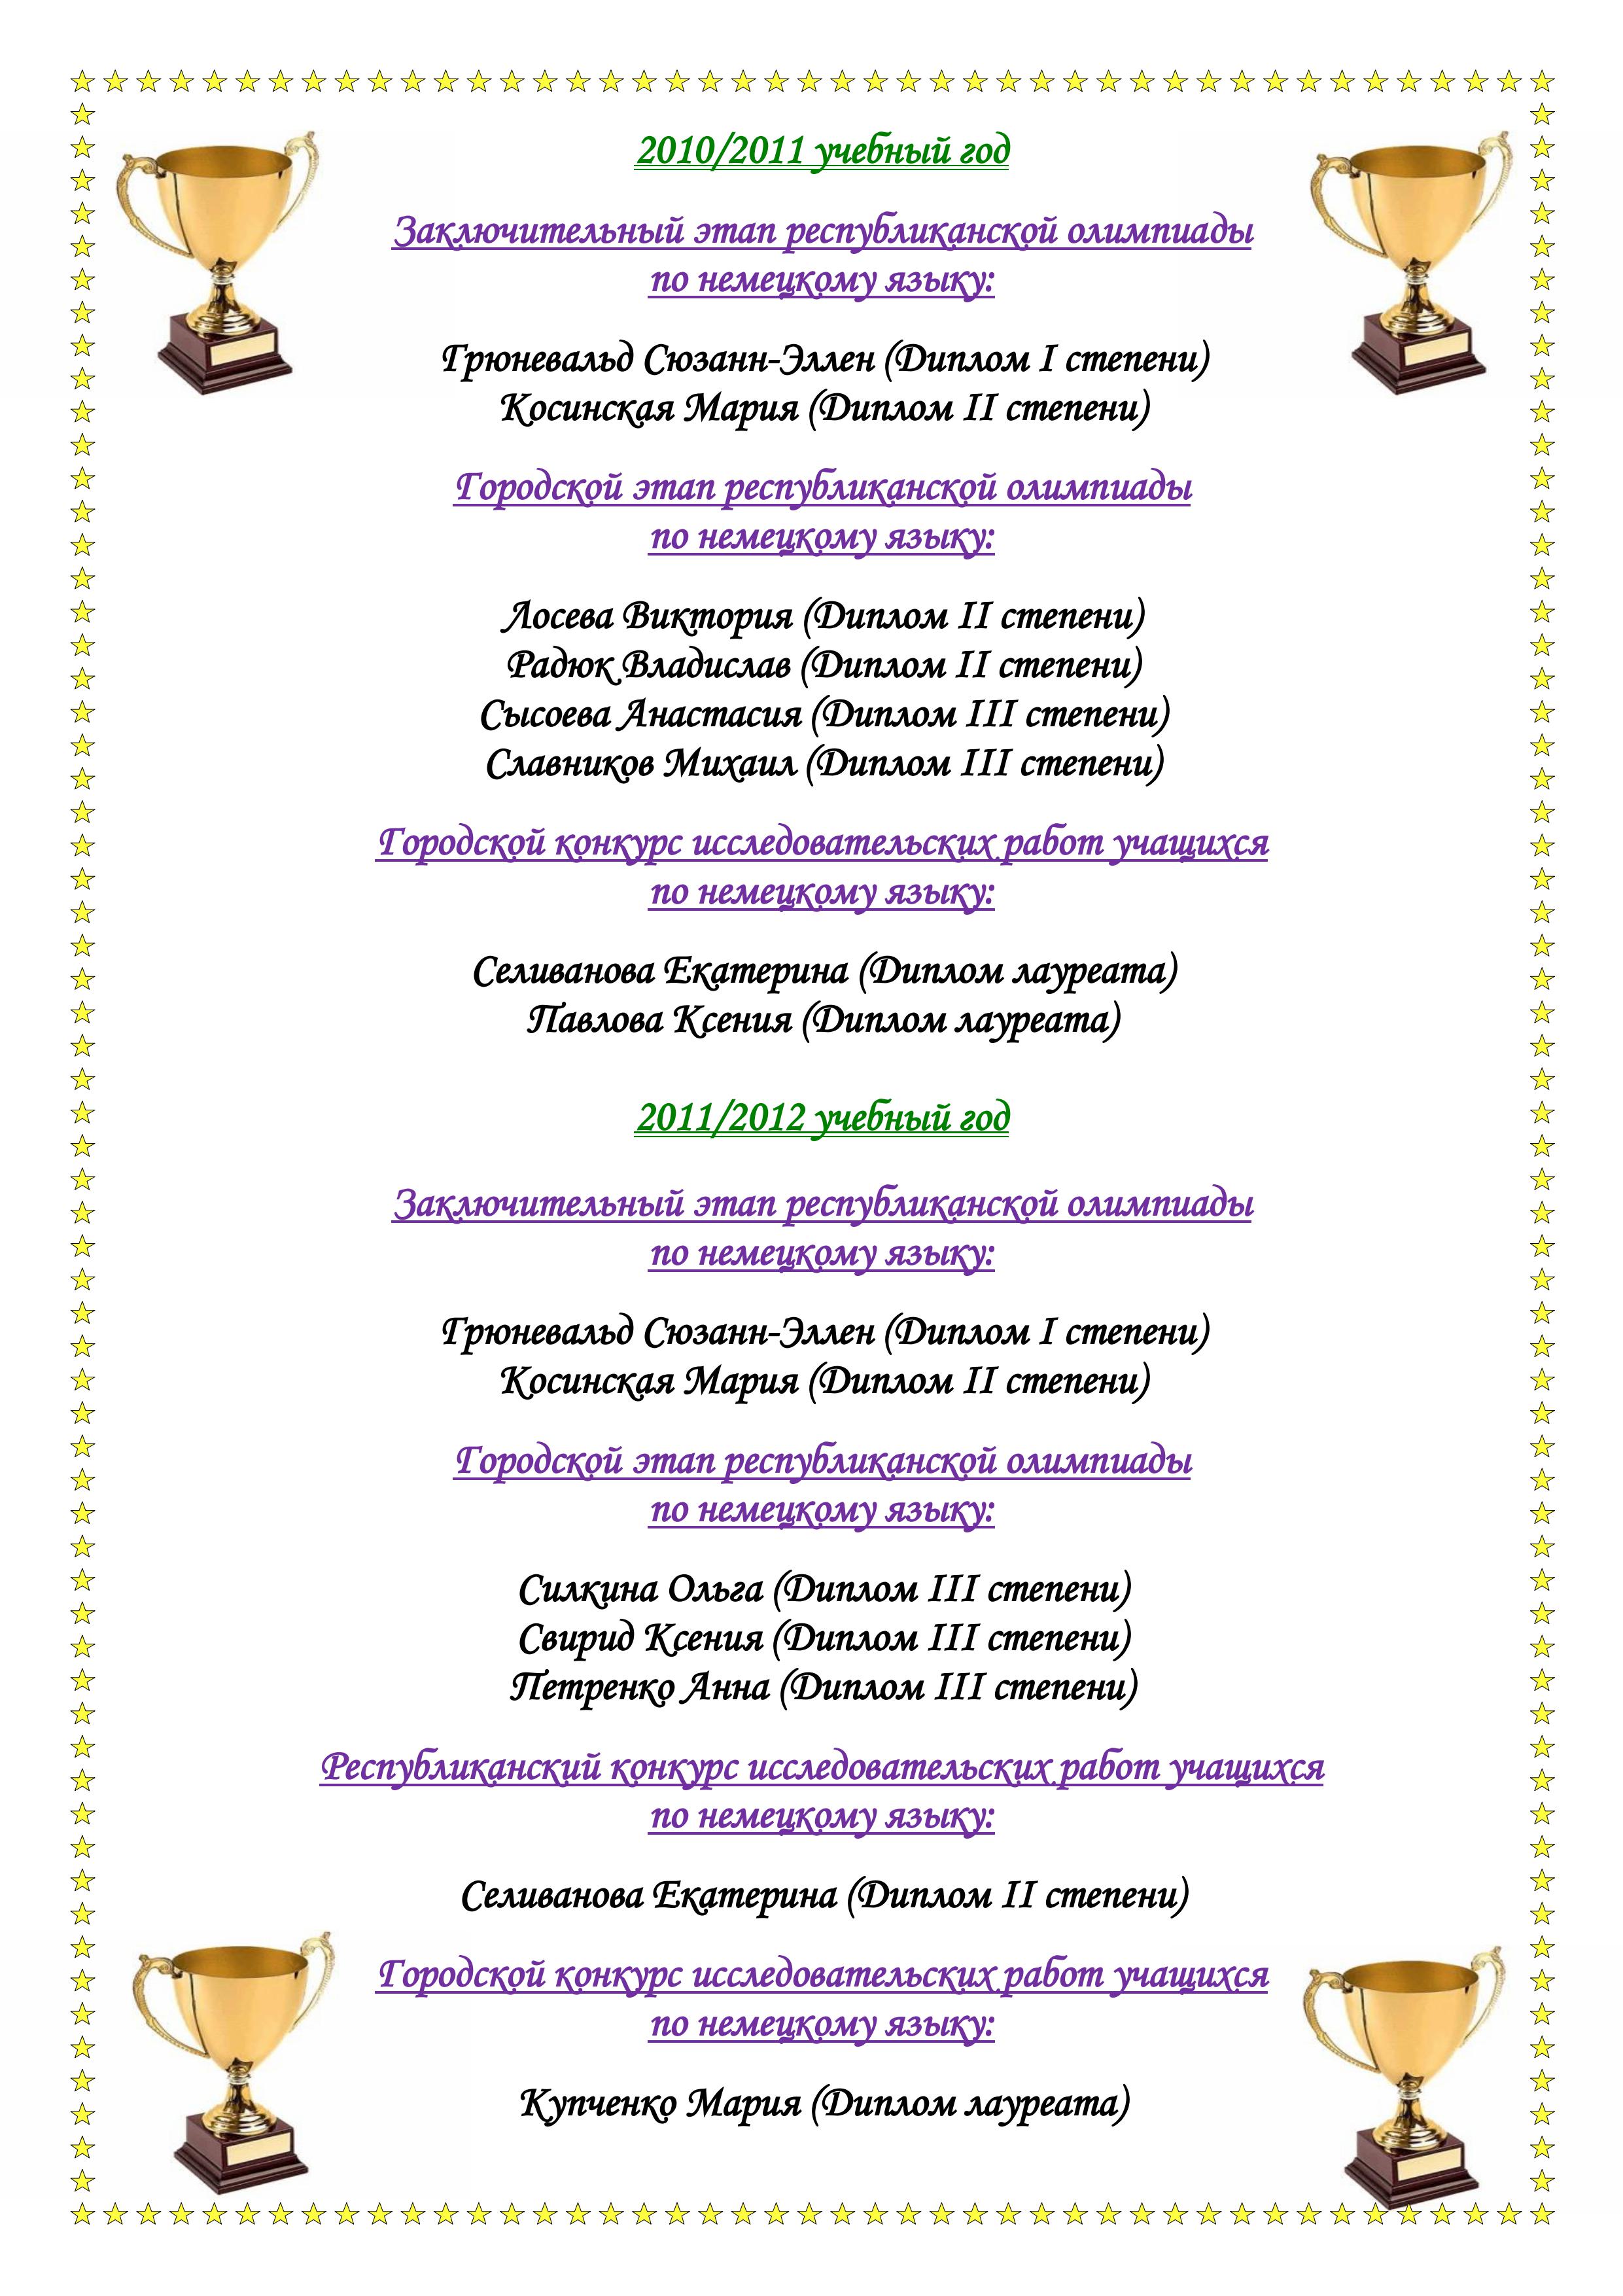 2010/2011 учебный год
Заключительный этап республиканской олимпиады
по немецкому языку:
Грюневальд Сюзанн-Эллен (Диплом I степени)
Косинская Мария (Диплом II степени)
Городской этап республиканской олимпиады
по немецкому языку:
Лосева Виктория (Диплом II степени)
Радюк Владислав (Диплом II степени)
Сысоева Анастасия (Диплом III степени)
Славников Михаил (Диплом III степени)
Городской конкурс исследовательских работ учащихся
по немецкому языку:
Селиванова Екатерина (Диплом лауреата)
Павлова Ксения (Диплом лауреата)
2011/2012 учебный год
Заключительный этап республиканской олимпиады
по немецкому языку:
Грюневальд Сюзанн-Эллен (Диплом I степени)
Косинская Мария (Диплом II степени)
Городской этап республиканской олимпиады
по немецкому языку:
Силкина Ольга (Диплом III степени)
Свирид Ксения (Диплом III степени)
Петренко Анна (Диплом III степени)
Республиканский конкурс исследовательских работ учащихся
по немецкому языку:
Селиванова Екатерина (Диплом II степени)
Городской конкурс исследовательских работ учащихся
по немецкому языку:
Купченко Мария (Диплом лауреата)